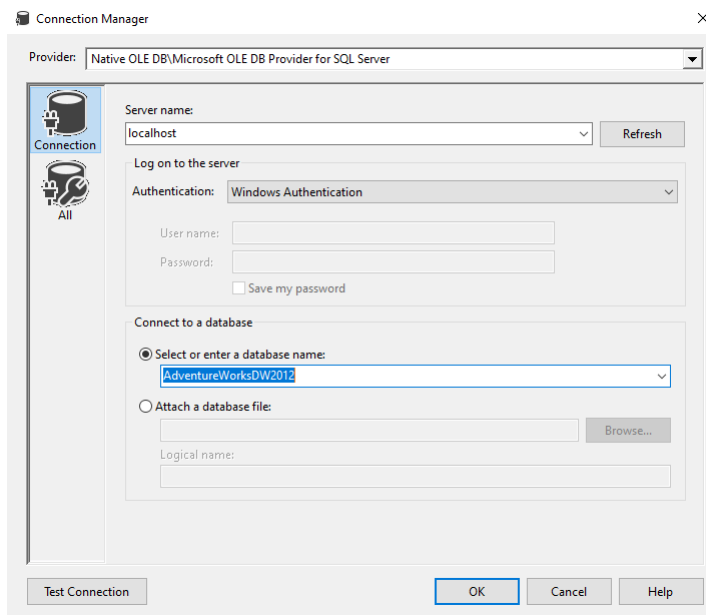 Connection Manager
Provider: Native OLE DB\Microsoft OLE DB Provider for SQL Server
Connection
All
Server name:
localhost
Refresh
Log on to the server
Authentication: Windows Authentication
User name:
Password:
Save my password
Connect to a database
Select or enter a database name:
AdventureWorksDW2012
Attach a database file:
Browse...
Logical name:
Test Connection
OK
Cancel
Help